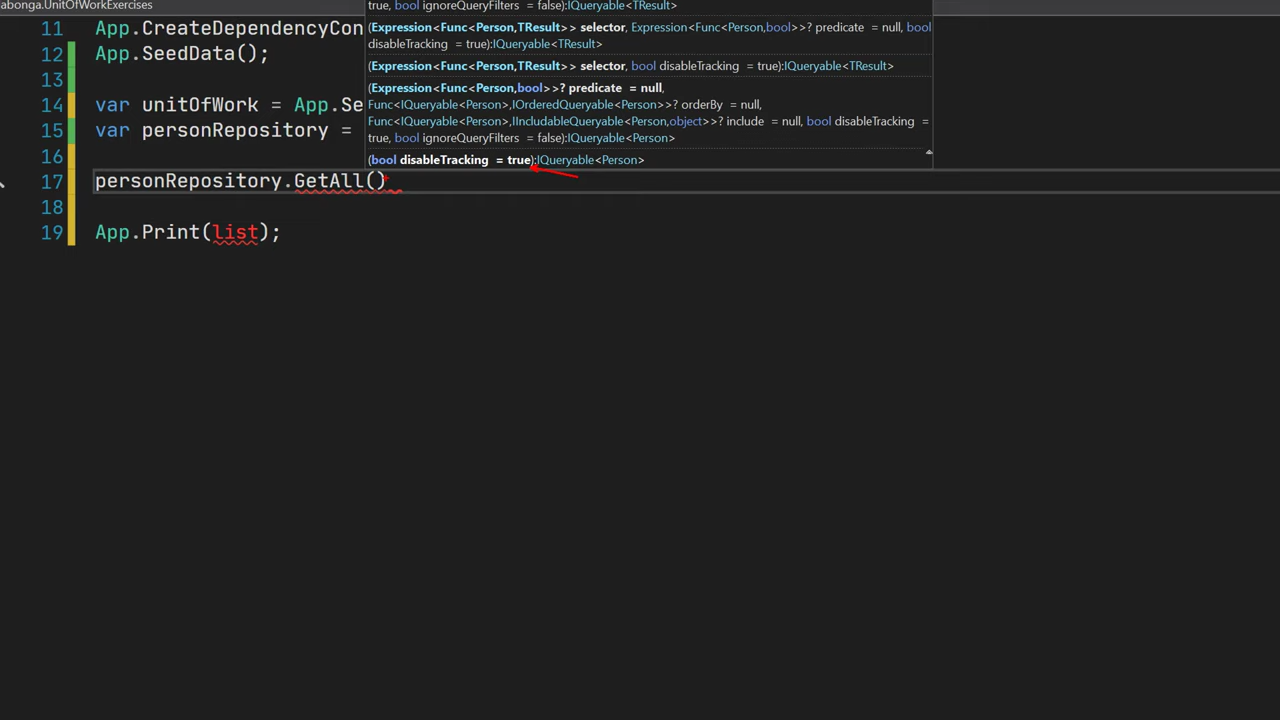 abonga.UnitOfWorkExercises
true, bool ignoreQueryFilters = false):IQueryable<TResult>
11 App.CreateDependencyCon
(Expression<Func<Person,TResult>> selector, Expression<Func<Person,bool>>? predicate = null, bool
disableTracking = true):IQueryable<TResult>
12 App.SeedData();
(Expression<Func<Person,TResult>> selector, bool disableTracking = true):IQueryable<TResult>
13
(Expression<Func<Person,bool>>? predicate = null,
14 var unitOfWork = App.Se
Func<IQueryable<Person>,IOrderedQueryable<Person>>? orderBy = null,
Func<IQueryable<Person>,IIncludableQueryable<Person,object>>? include = null, bool disableTracking =
15 var personRepository =
true, bool ignoreQueryFilters = false):IQueryable<Person>
16
(bool disableTracking = true):IQueryable<Person>
17 personRepository.GetAll()
18
19 App.Print(list);